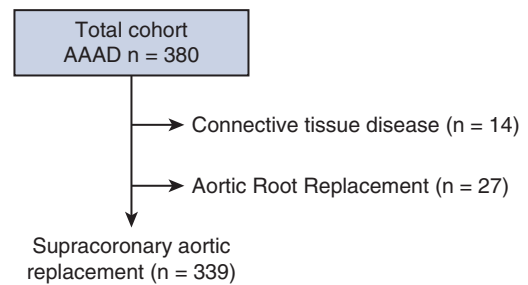 Total cohort
AAAD n = 380
Connective tissue disease (n = 14)
Aortic Root Replacement (n = 27)
Supracoronary aortic
replacement (n = 339)